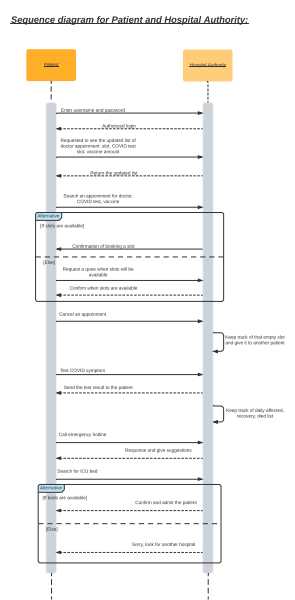 Sequence diagram for Patient and Hospital Authority:
Patient
Hospital Authority
Enter username and password
Authorized login
Requested to see the updated list of
doctor appoinment slot, COVID test
slot, vaccine amount
Return the updated list
Search an appointment for doctor,
COVID test, vaccine
Alternative
[If slots are available]
Confirmation of booking a slot
[Else]
Request a quee when slots will be
available
Confirm when slots are available
Cancel an appoinment
Keep track of that empty slot
and give it to another patient
Test COVID symptom
Send the test result to the patient
Keep track of daily affected,
recovery, died list
Call emergency hotline
Response and give suggestions
Search for ICU bed
Alternative
[If beds are available]
Confirm and admit the patient
[Else]
Sorry, look for another hospital.